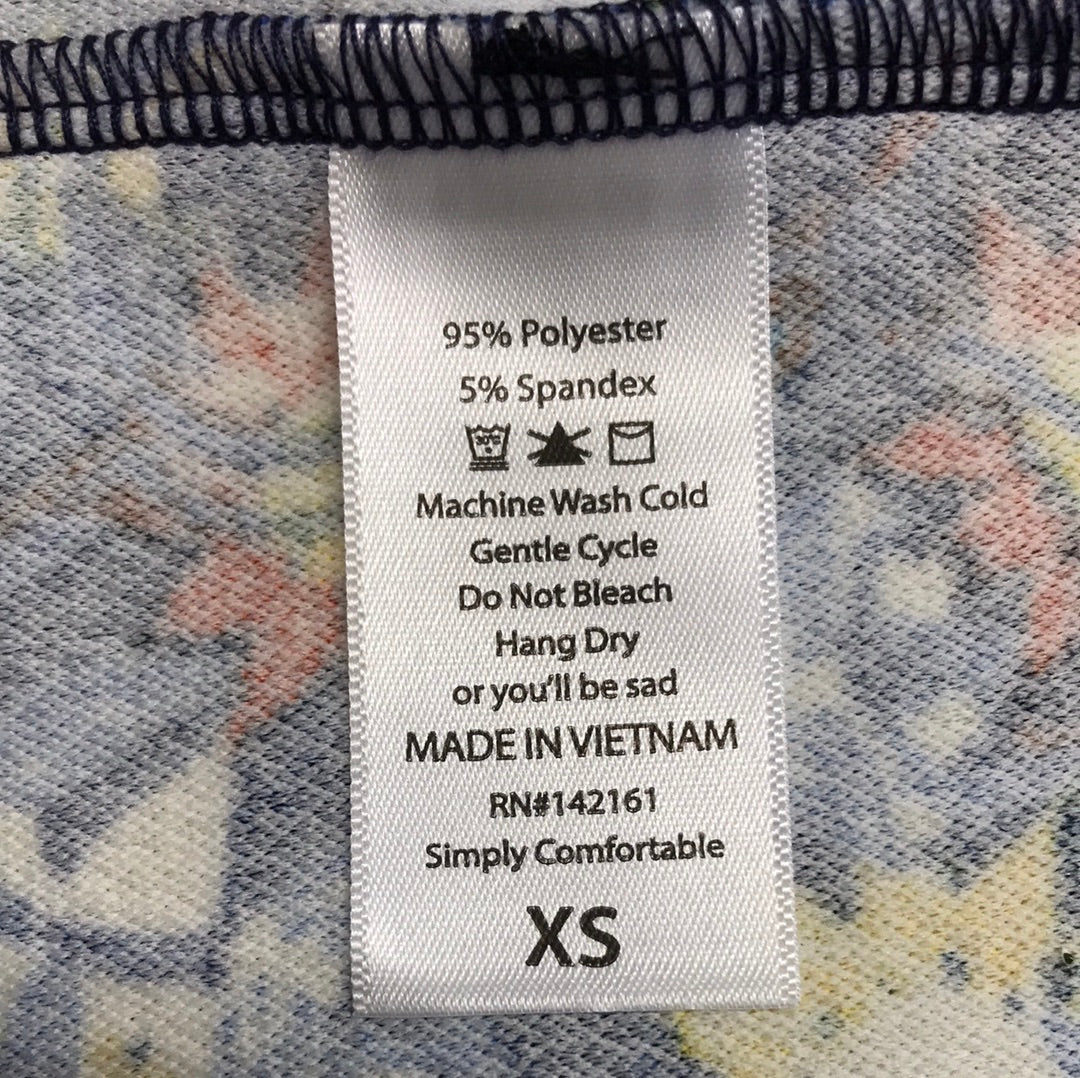 95% Polyester
5% Spandex
30°C
Machine Wash Cold
Gentle Cycle
Do Not Bleach
Hang Dry
or you'll be sad
MADE IN VIETNAM
RN#142161
Simply Comfortable
XS